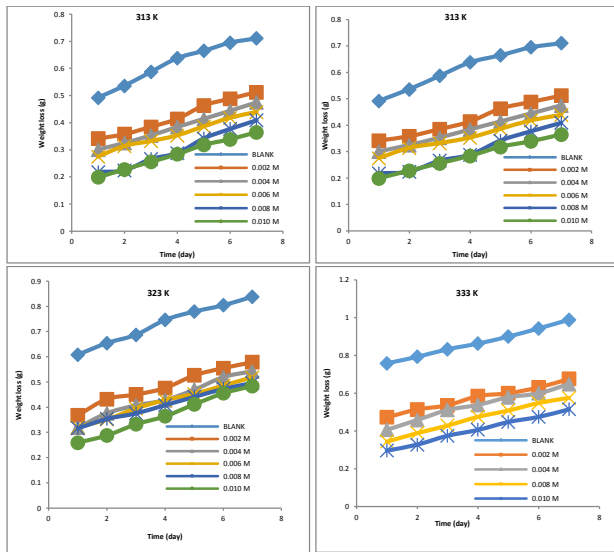 313 K
0.8
0.7
0.6
0.5
0.4
0.3
0.2
0.1
0
Weight loss (g)
BLANK
0.002 M
0.004 M
0.006 M
0.008 M
0.010 M
0 2 4 6 8
Time (day)
313 K
0.8
0.7
0.6
0.5
0.4
0.3
0.2
0.1
0
Weight loss (g)
BLANK
0.002 M
0.004 M
0.006 M
0.008 M
0.010 M
0 2 4 6 8
Time (day)
323 K
0.9
0.8
0.7
0.6
0.5
0.4
0.3
0.2
0.1
0
Weight loss (g)
BLANK
0.002 M
0.004 M
0.006 M
0.008 M
0.010 M
0 2 4 6 8
Time (day)
333 K
1.2
1
0.8
0.6
0.4
0.2
0
Weight loss (g)
BLANK
0.002 M
0.004 M
0.008 M
0.010 M
0 2 4 6 8
Time (day)